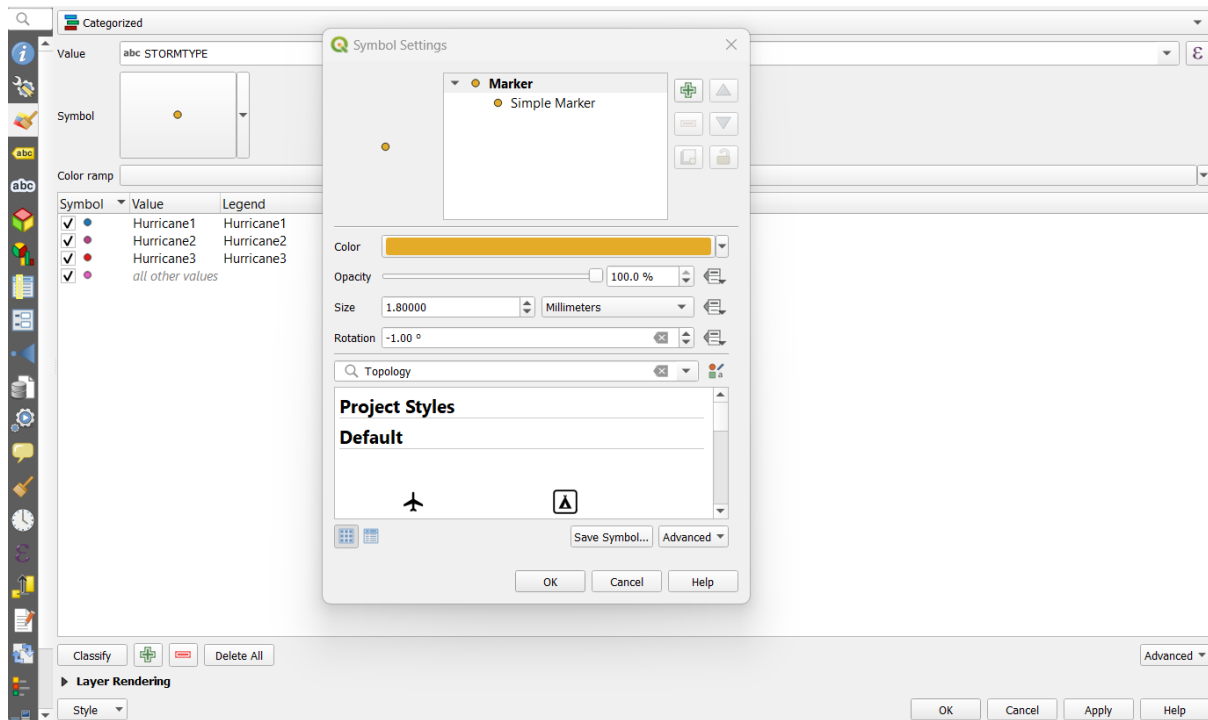 Categorized
Value
abc STORMTYPE
ε
Symbol
Color ramp
Symbol Value Legend
Hurricane1 Hurricane1
Hurricane2 Hurricane2
Hurricane3 Hurricane3
all other values
abc
abc
ε
Symbol Settings
Marker
Simple Marker
Color
Opacity 100.0 %
Size 1.80000 Millimeters
Rotation -1.00 °
Topology
a
Project Styles
Default
Save Symbol... Advanced
OK Cancel Help
Classify Delete All Advanced
Layer Rendering
Style OK Cancel Apply Help